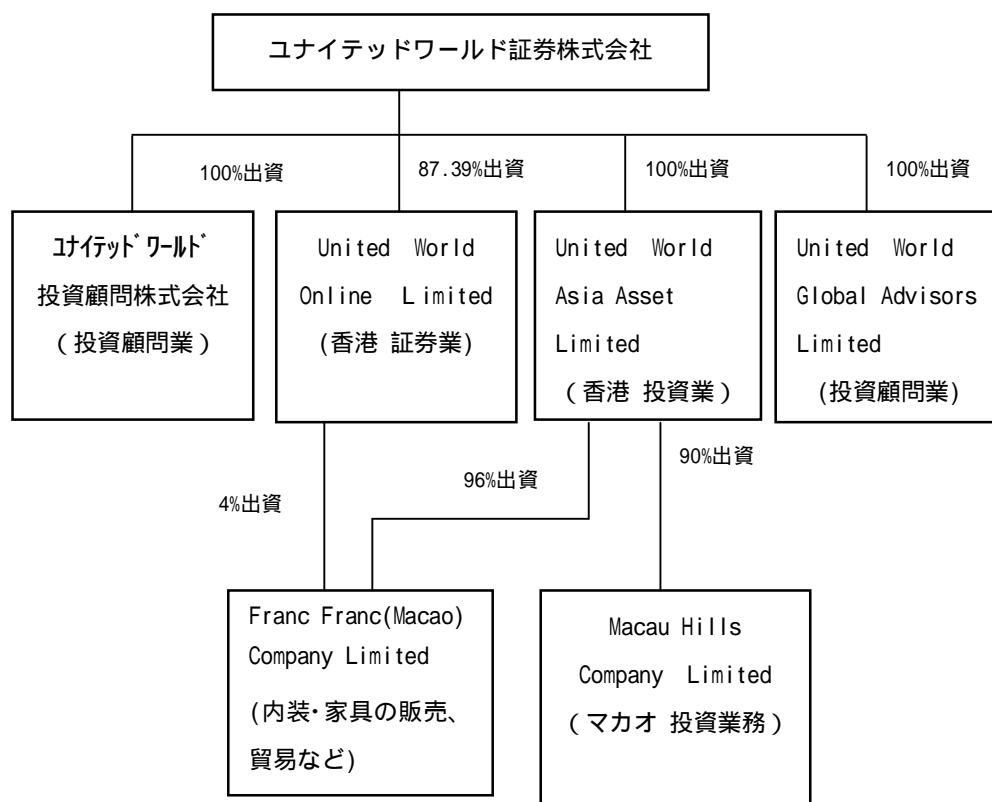 ユナイテッドワールド証券株式会社
100%出資
87.39%出資
100%出資
100%出資
ﾕﾅｲﾃｯﾄﾞﾜｰﾙﾄﾞ
投資顧問株式会社
（投資顧問業）
United World
Online Limited
(香港 証券業)
United World
Asia Asset
Limited
（香港 投資業）
United World
Global Advisors
Limited
(投資顧問業)
4%出資
96%出資
90%出資
Franc Franc(Macao)
Company Limited
(内装・家具の販売、
貿易など)
Macau Hills
Company Limited
（マカオ 投資業務）